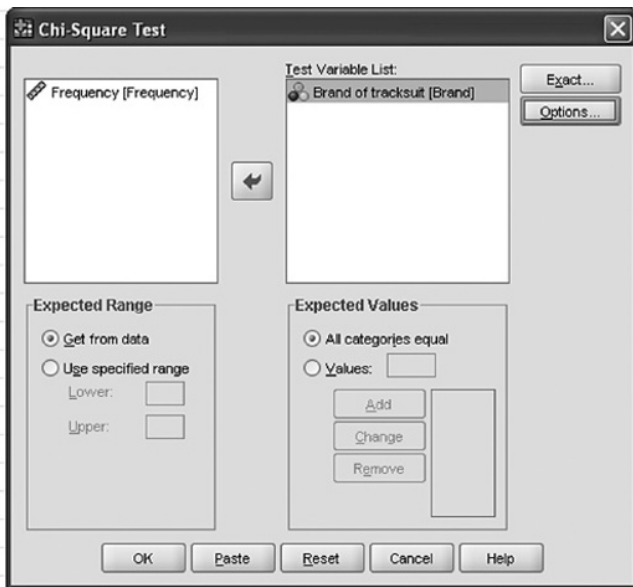 Chi-Square Test
Test Variable List:
Frequency [Frequency]
Brand of tracksuit [Brand]
Exact...
Options...
Expected Range
Get from data
Use specified range
Lower:
Upper:
Expected Values
All categories equal
Values:
Add
Change
Remove
OK Paste Reset Cancel Help